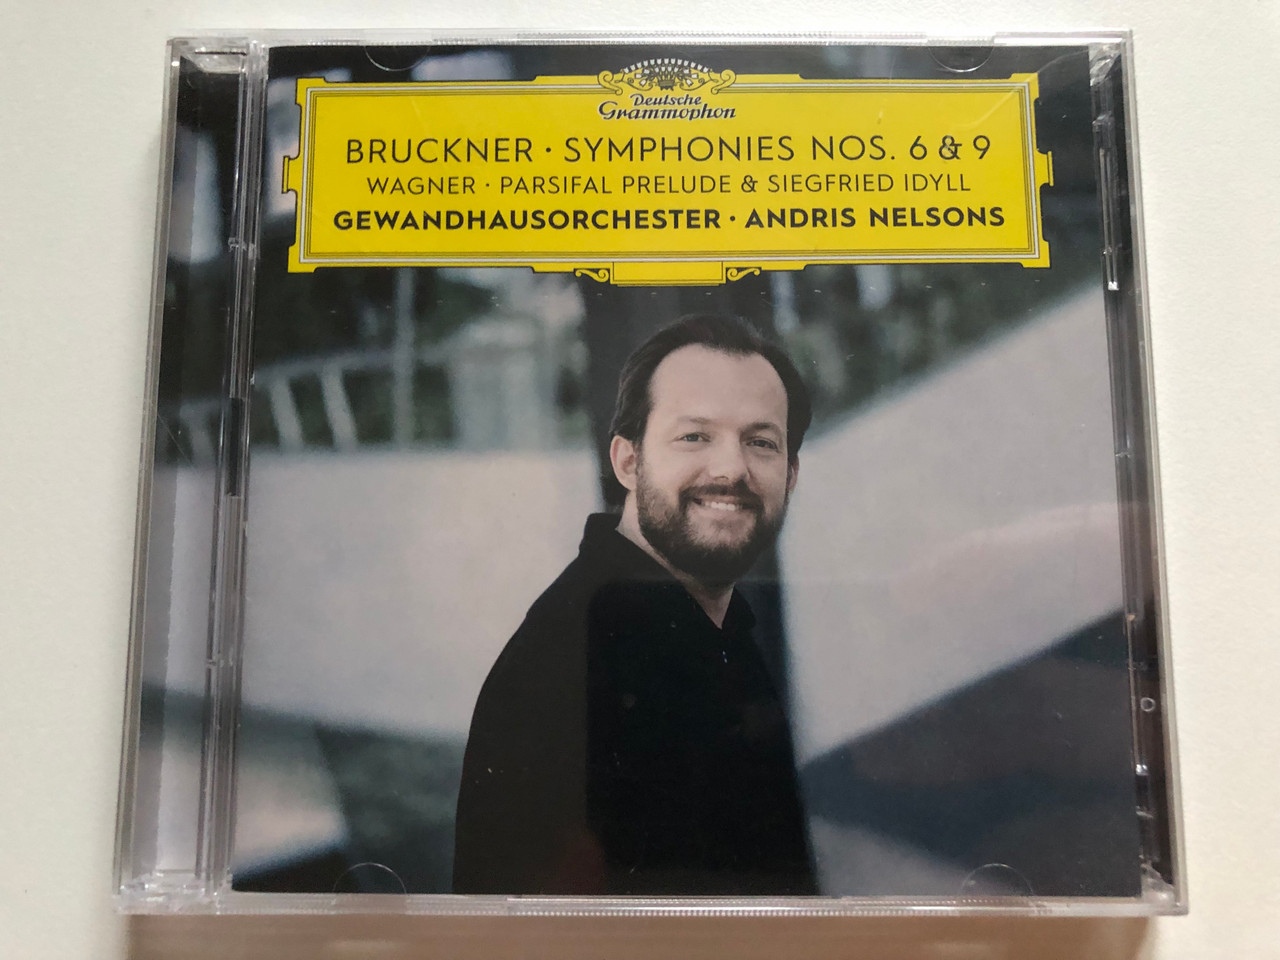 Deutsche
Grammophon
BRUCKNER · SYMPHONIES NOS. 6 & 9
WAGNER · PARSIFAL PRELUDE & SIEGFRIED IDYLL
GEWANDHAUSORCHESTER · ANDRIS NELSONS